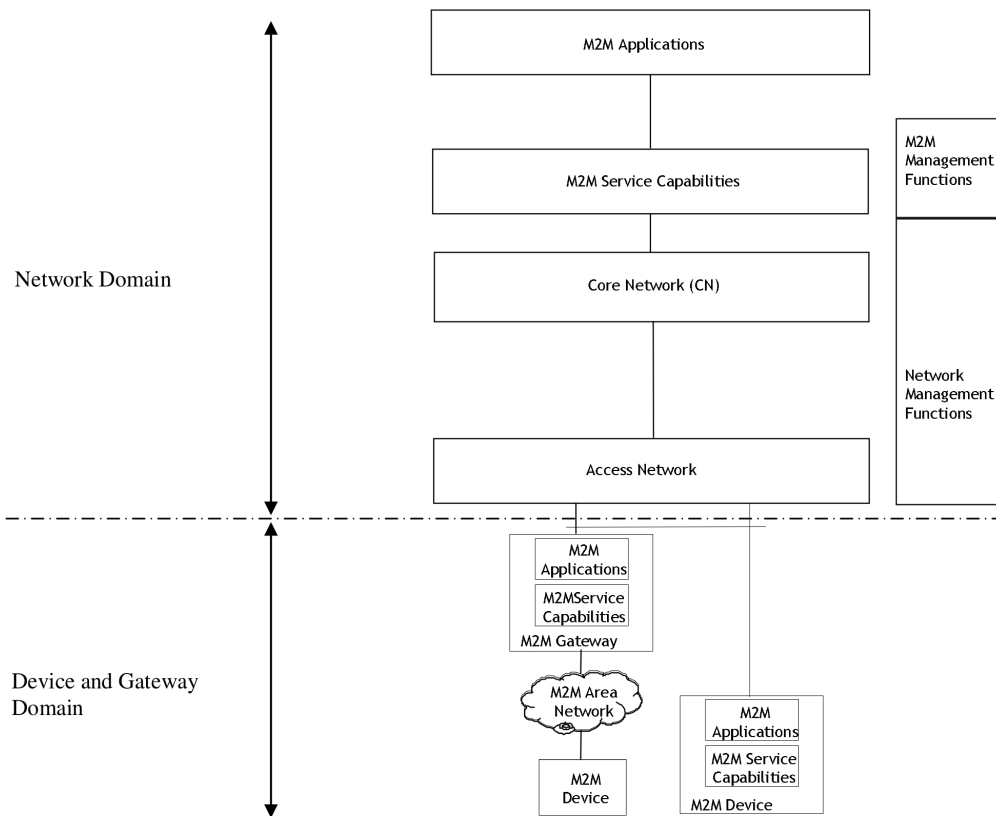 M2M Applications
M2M
Management
Functions
M2M Service Capabilities
Network Domain
Core Network (CN)
Network
Management
Functions
Access Network
M2M
Applications
M2MService
Capabilities
M2M Gateway
Device and Gateway
Domain
M2M Area
Network
M2M
Applications
M2M Service
Capabilities
M2M Device
M2M
Device